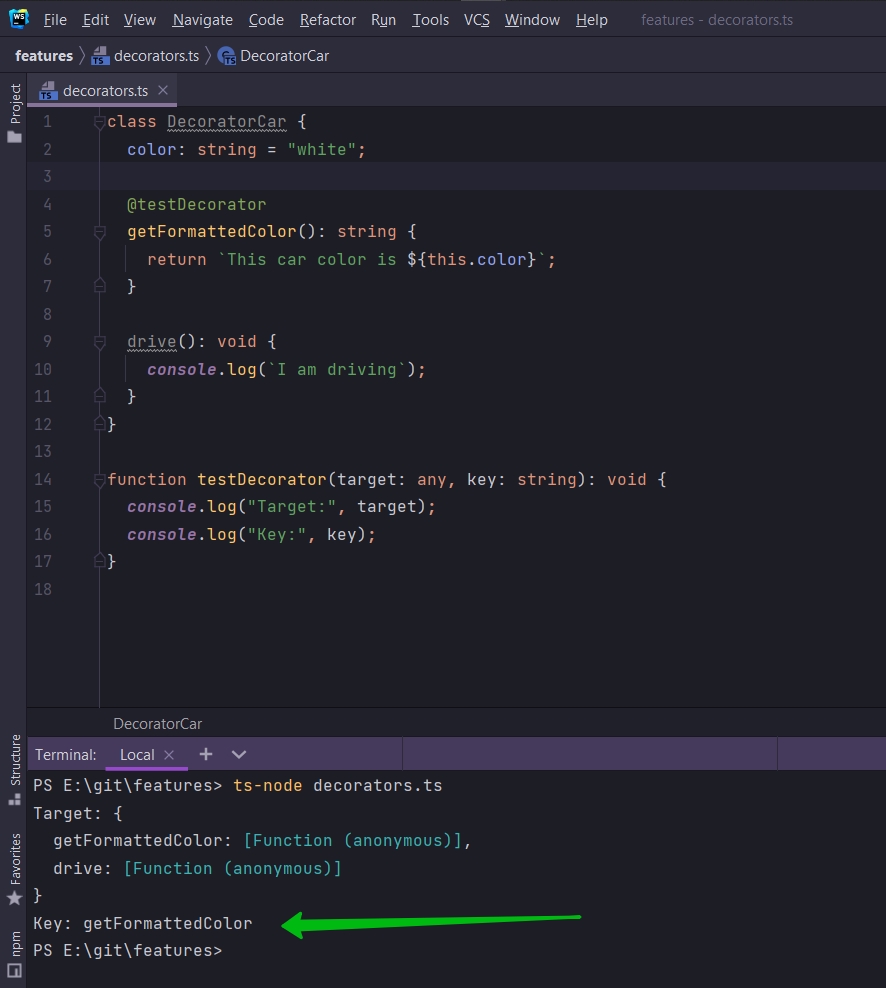 WS File Edit View Navigate Code Refactor Run Tools VCS Window Help features - decorators.ts
features TS decorators.ts TS DecoratorCar
Project
TS decorators.ts
1 class DecoratorCar {
2 color: string = "white";
3
4 @testDecorator
5 getFormattedColor(): string {
6 return `This car color is ${this.color}`;
7 }
8
9 drive(): void {
10 console.log(`I am driving`);
11 }
12 }
13
14 function testDecorator(target: any, key: string): void {
15 console.log("Target:", target);
16 console.log("Key:", key);
17 }
18
DecoratorCar
Structure
Favorites
npm
Terminal: Local
PS E:\git\features> ts-node decorators.ts
Target: {
getFormattedColor: [Function (anonymous)],
drive: [Function (anonymous)]
}
Key: getFormattedColor
PS E:\git\features>